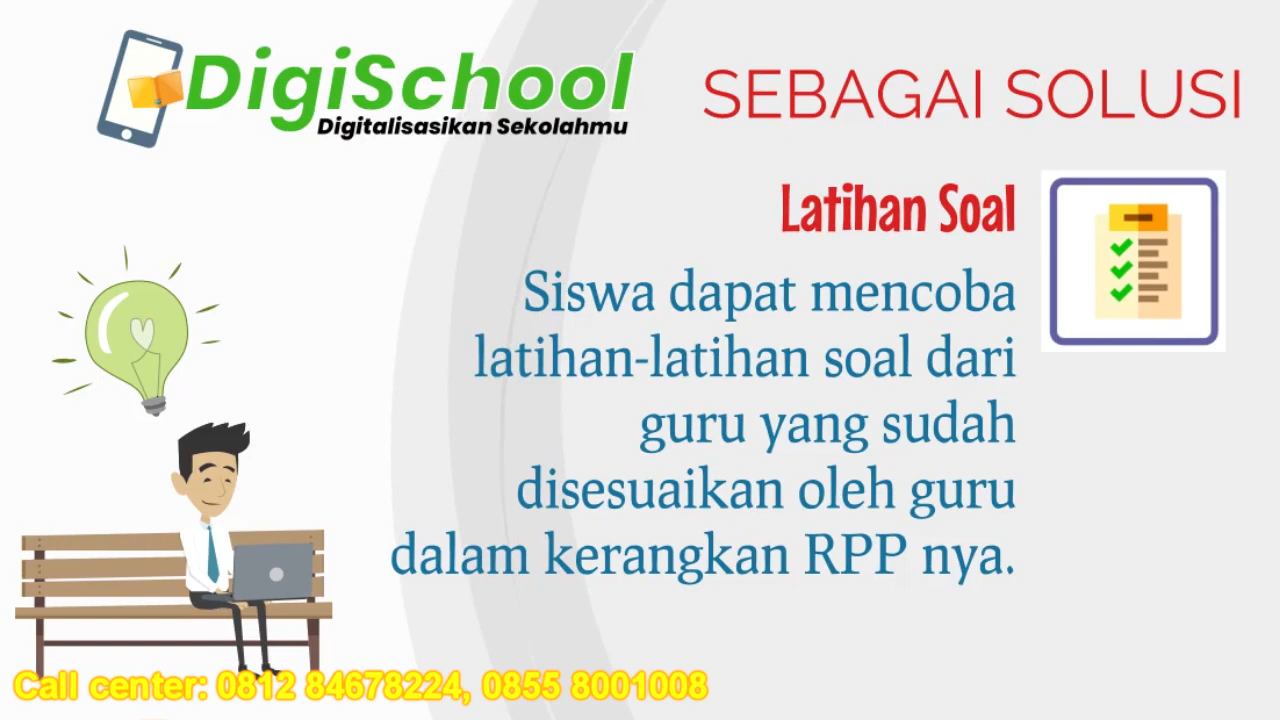 DigiSchool
Digitalisasikan Sekolahmu
SEBAGAI SOLUSI
Latihan Soal
Siswa dapat mencoba
latihan-latihan soal dari
guru yang sudah
disesuaikan oleh guru
dalam kerangkan RPP nya.
Call center: 0812 84678224, 0855 8001008